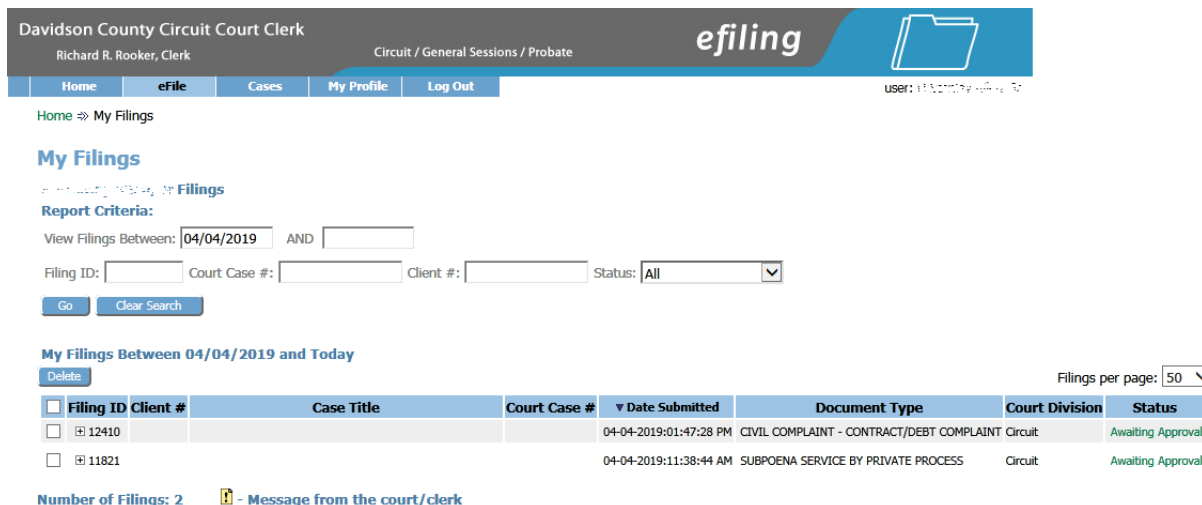 Davidson County Circuit Court Clerk
Richard R. Rooker, Clerk
Circuit / General Sessions / Probate
efiling
Home eFile Cases My Profile Log Out
user:
Home ⇒ My Filings
My Filings
Filings
Report Criteria:
View Filings Between: 04/04/2019 AND
Filing ID: Court Case #: Client #: Status: All
Go Clear Search
My Filings Between 04/04/2019 and Today
Delete
Filings per page: 50
Filing ID Client # Case Title Court Case # ▼ Date Submitted Document Type Court Division Status
12410 04-04-2019:01:47:28 PM CIVIL COMPLAINT - CONTRACT/DEBT COMPLAINT Circuit Awaiting Approval
11821 04-04-2019:11:38:44 AM SUBPOENA SERVICE BY PRIVATE PROCESS Circuit Awaiting Approval
Number of Filings: 2 ! - Message from the court/clerk